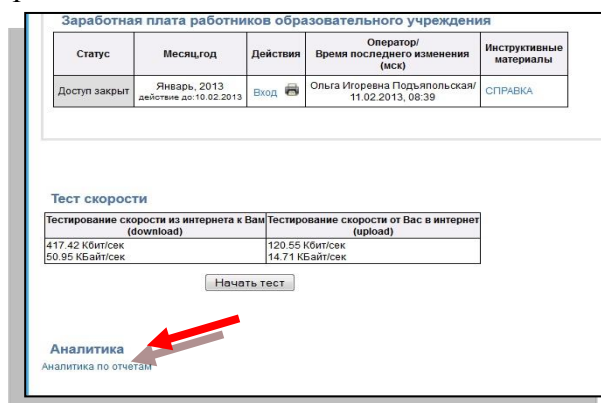 Заработная плата работников образовательного учреждения
Статус Месяц,год Действия Оператор/ Время последнего изменения (мск) Инструктивные материалы
Доступ закрыт Январь, 2013 действие до:10.02.2013 Вход Ольга Игоревна Подъяпольская/ 11.02.2013, 08:39 СПРАВКА
Тест скорости
Тестирование скорости из интернета к Вам (download) Тестирование скорости от Вас в интернет (upload)
417.42 Кбит/сек 120.55 Кбит/сек
50.95 КБайт/сек 14.71 КБайт/сек
Начать тест
Аналитика
Аналитика по отчетам